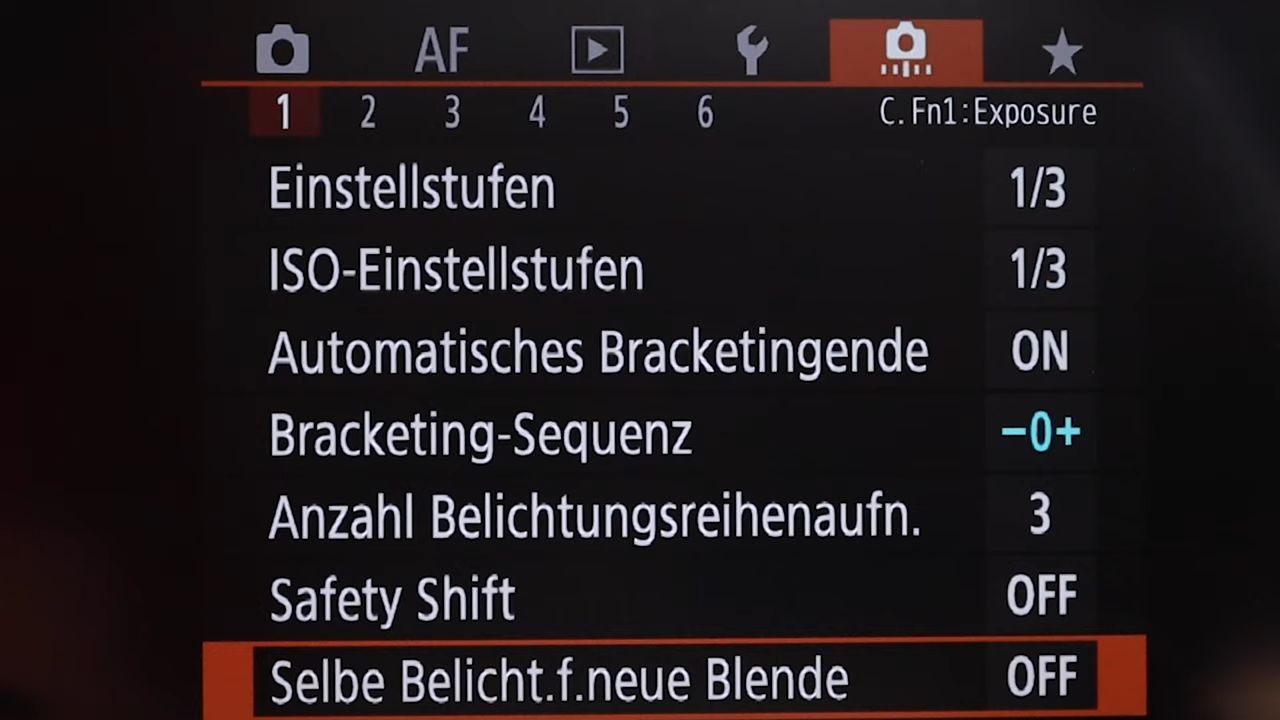 AF
1 2 3 4 5 6 C.Fn1:Exposure
Einstellstufen 1/3
ISO-Einstellstufen 1/3
Automatisches Bracketingende ON
Bracketing-Sequenz −0+
Anzahl Belichtungsreihenaufn. 3
Safety Shift OFF
Selbe Belicht.f.neue Blende OFF